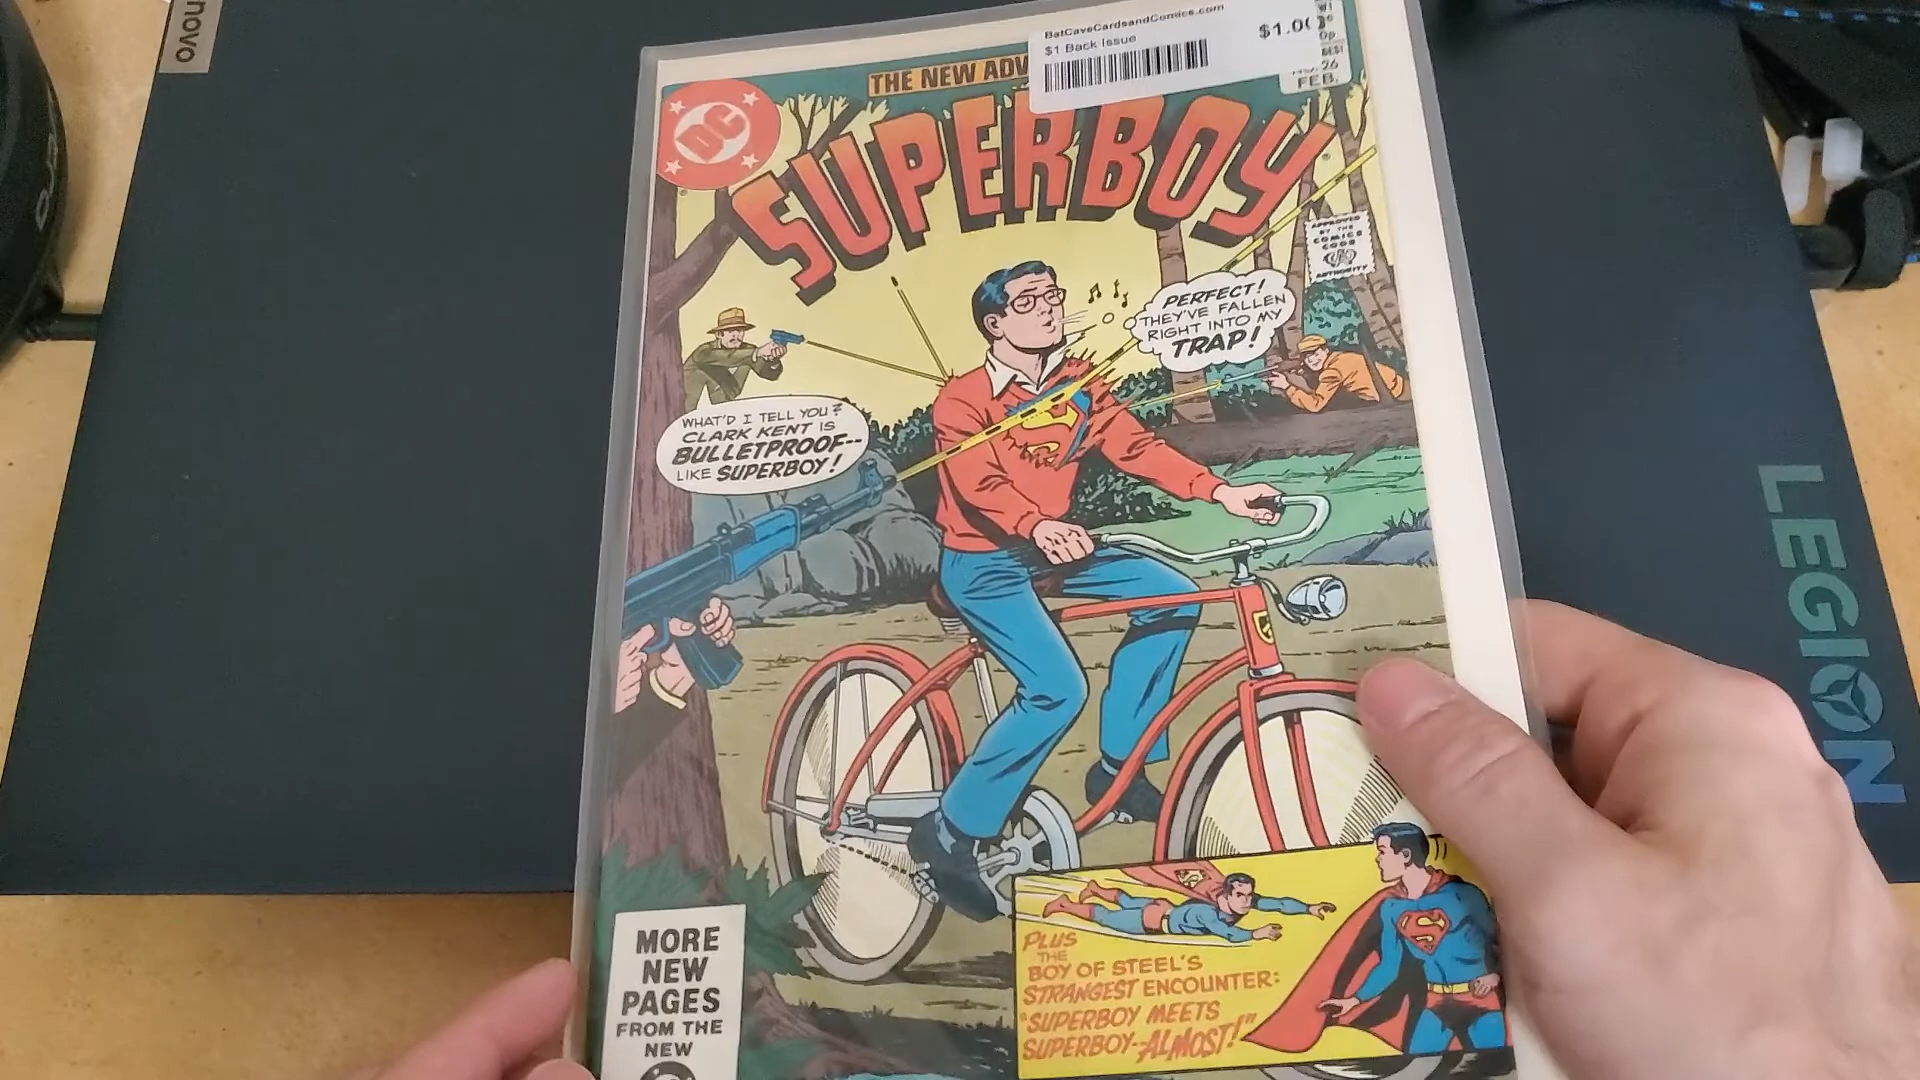 novo
BatCaveCardsandComics.com
$1 Back Issue
$1.00
THE NEW ADV
26
FEB.
DC
SUPERBOY
APPROVED
BY THE
COMICS
CODE
AUTHORITY
PERFECT!
THEY'VE FALLEN
RIGHT INTO MY
TRAP!
WHAT'D I TELL YOU?
CLARK KENT IS
BULLETPROOF--
LIKE SUPERBOY!
LEGION
MORE
NEW
PAGES
FROM THE
NEW
PLUS
THE
BOY OF STEEL'S
STRANGEST ENCOUNTER:
"SUPERBOY MEETS
SUPERBOY--ALMOST!"